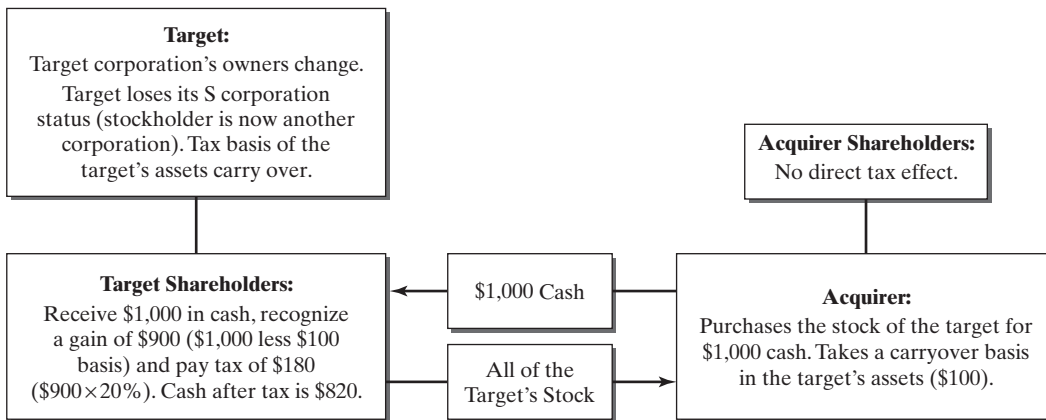 Target:
Target corporation's owners change.
Target loses its S corporation
status (stockholder is now another
corporation). Tax basis of the
target's assets carry over.
Acquirer Shareholders:
No direct tax effect.
Target Shareholders:
Receive $1,000 in cash, recognize
a gain of $900 ($1,000 less $100
basis) and pay tax of $180
($900×20%). Cash after tax is $820.
$1,000 Cash
All of the
Target's Stock
Acquirer:
Purchases the stock of the target for
$1,000 cash. Takes a carryover basis
in the target's assets ($100).